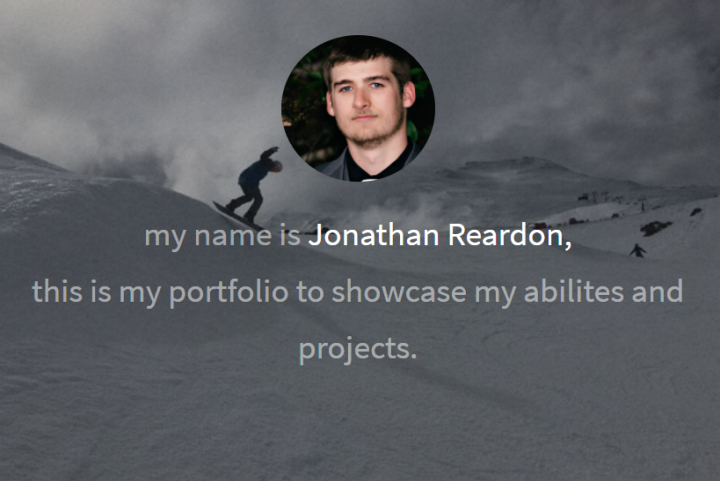 my name is Jonathan Reardon,
this is my portfolio to showcase my abilites and
projects.